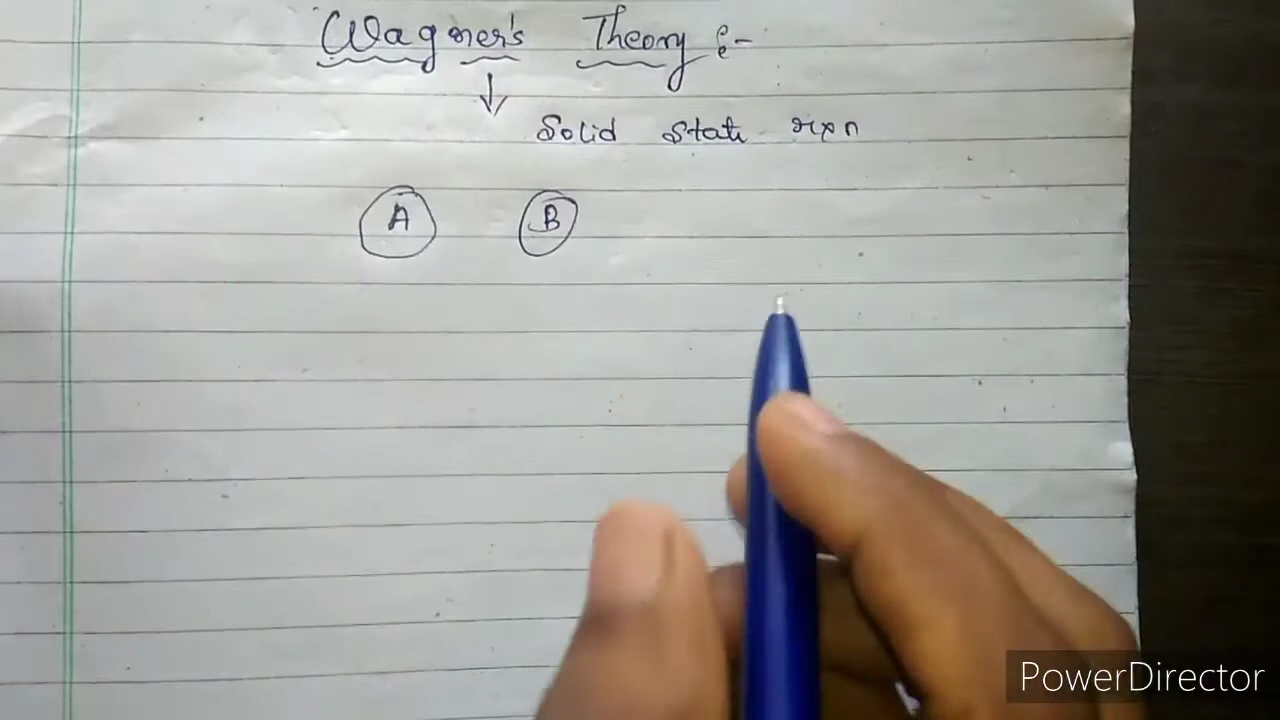 Wagner's Theory :-
↓
Solid State rxn
A B
PowerDirector